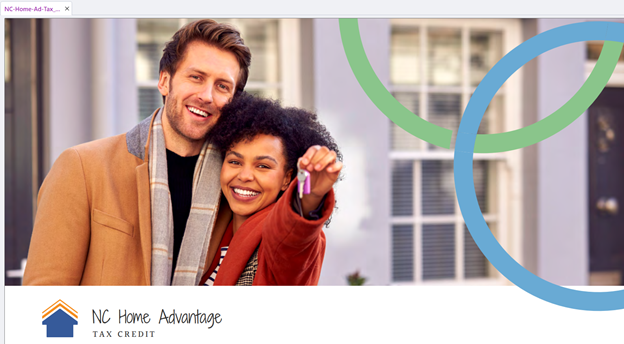 NC-Home-Ad-Tax_...
NC Home Advantage
TAX CREDIT